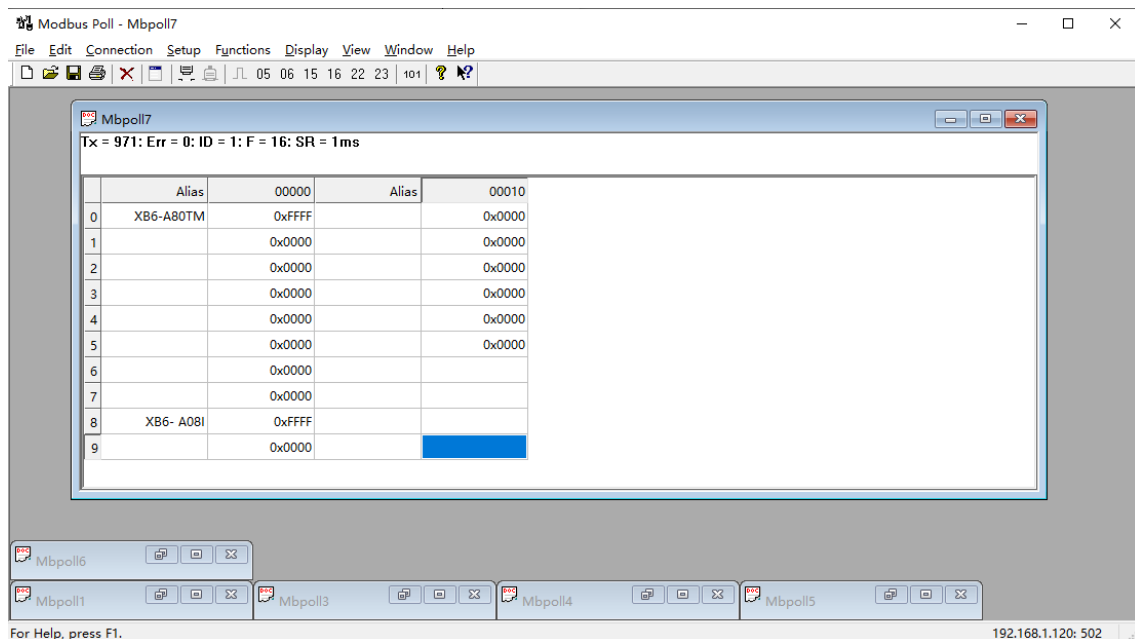 Modbus Poll - Mbpoll7
File Edit Connection Setup Functions Display View Window Help
05 06 15 16 22 23 101
Mbpoll7
Tx = 971: Err = 0: ID = 1: F = 16: SR = 1ms
Alias 00000 Alias 00010
0 XB6-A80TM 0xFFFF 0x0000
1 0x0000 0x0000
2 0x0000 0x0000
3 0x0000 0x0000
4 0x0000 0x0000
5 0x0000 0x0000
6 0x0000
7 0x0000
8 XB6- A08I 0xFFFF
9 0x0000
Mbpoll6
Mbpoll1 Mbpoll3 Mbpoll4 Mbpoll5
For Help, press F1. 192.168.1.120: 502